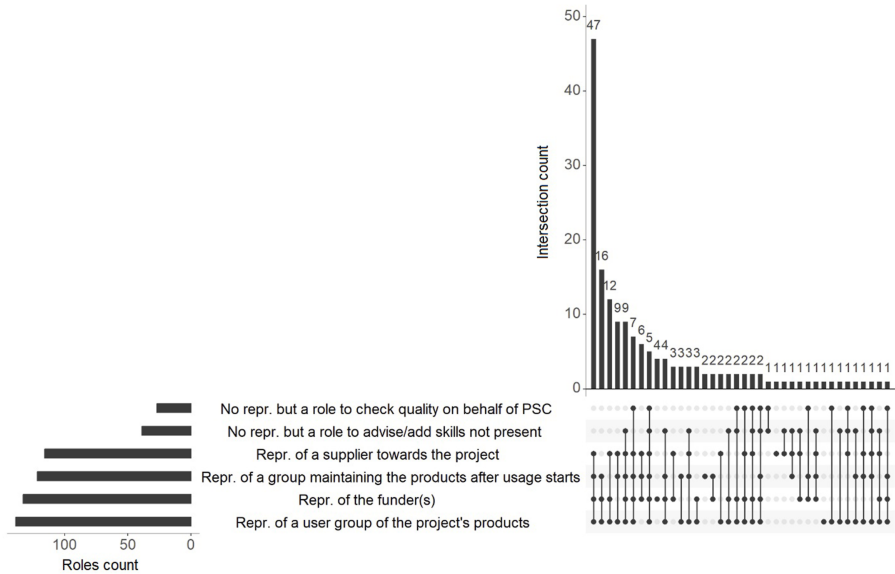 50
47
40
30
20
16
12
10
99
7
6
5
44
3333
22222222
1111111111111111
0
Intersection count
No repr. but a role to check quality on behalf of PSC
No repr. but a role to advise/add skills not present
Repr. of a supplier towards the project
Repr. of a group maintaining the products after usage starts
Repr. of the funder(s)
Repr. of a user group of the project's products
100 50 0
Roles count